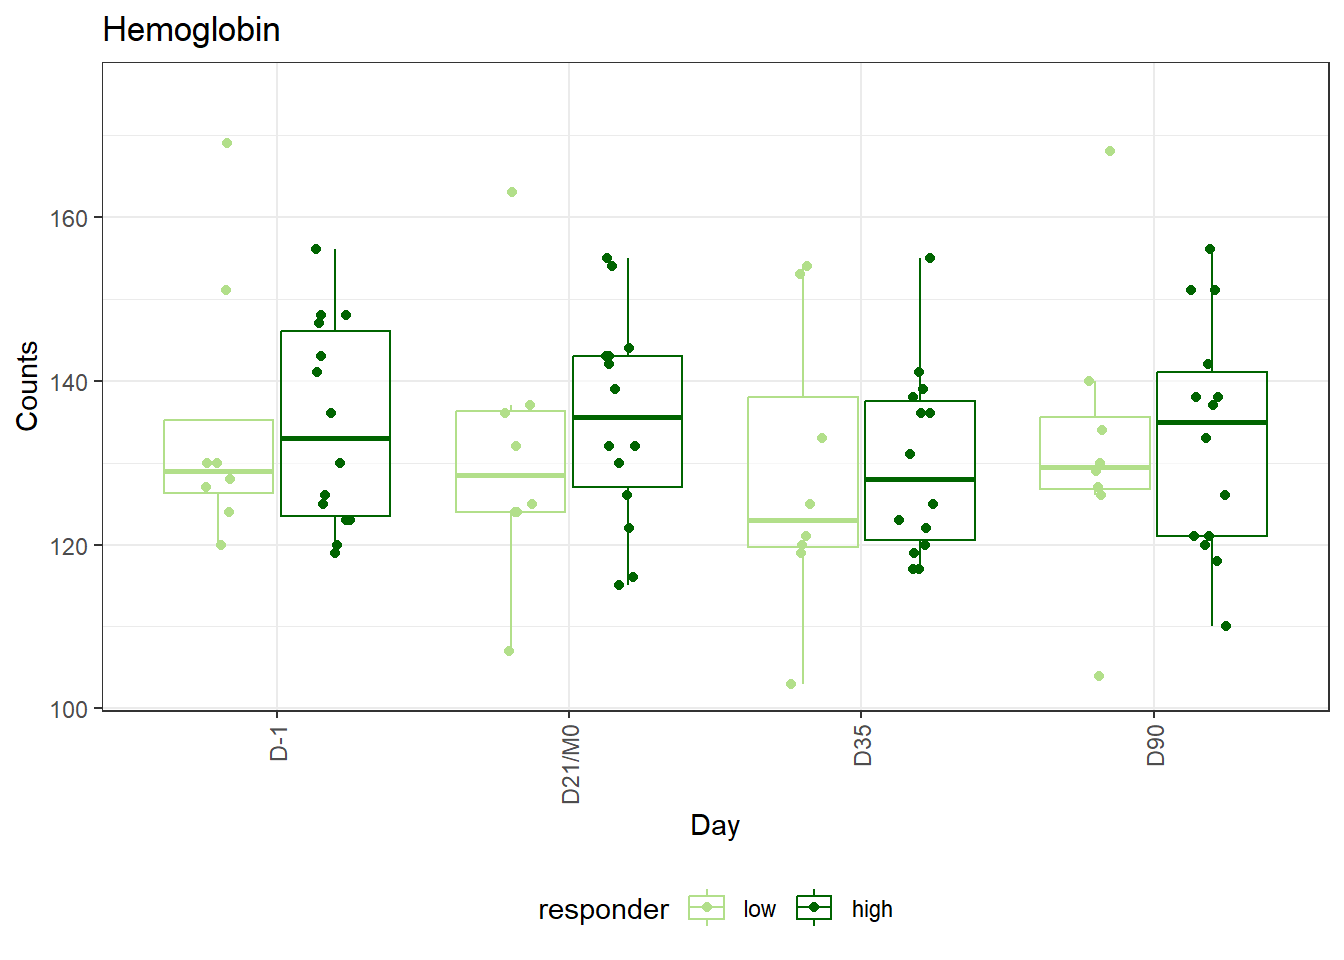 Hemoglobin
Counts
160
140
120
100
D-1
D21/M0
D35
D90
Day
responder low high